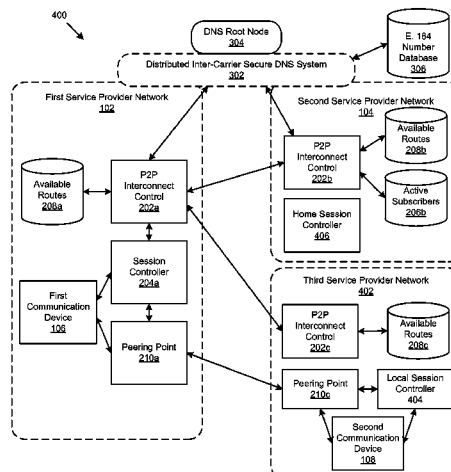 400
DNS Root Node
304
Distributed Inter-Carrier Secure DNS System
302
E. 164
Number
Database
306
First Service Provider Network
102
Available
Routes
208a
P2P
Interconnect
Control
202a
Session
Controller
204a
First
Communication
Device
106
Peering Point
210a
Second Service Provider Network
104
P2P
Interconnect
Control
202b
Available
Routes
208b
Active
Subscribers
206b
Home Session
Controller
406
Third Service Provider Network
402
P2P
Interconnect
Control
202c
Available
Routes
208c
Peering Point
210c
Local Session
Controller
404
Second
Communication
Device
108